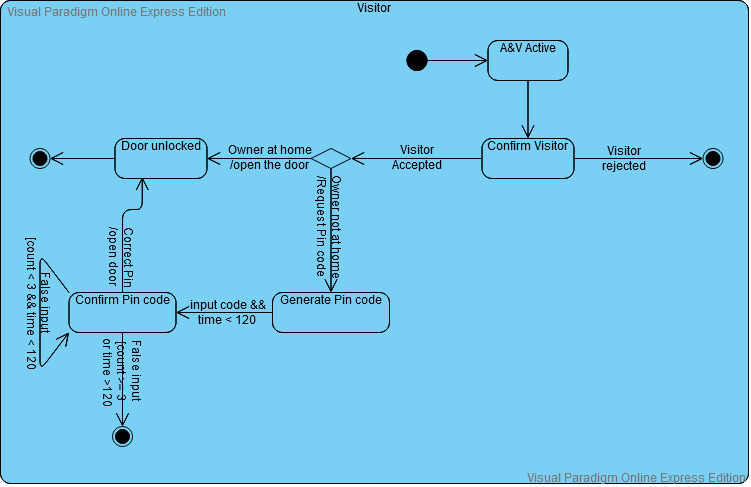 Visitor
Visual Paradigm Online Express Edition
A&V Active
Door unlocked
Owner at home
/open the door
Visitor
Accepted
Confirm Visitor
Visitor
rejected
Owner not at home
/Request Pin code
Correct Pin
/open door
False input
[count < 3 && time < 120
Confirm Pin code
input code &&
time < 120
Generate Pin code
False input
[count >= 3
or time >120
Visual Paradigm Online Express Edition